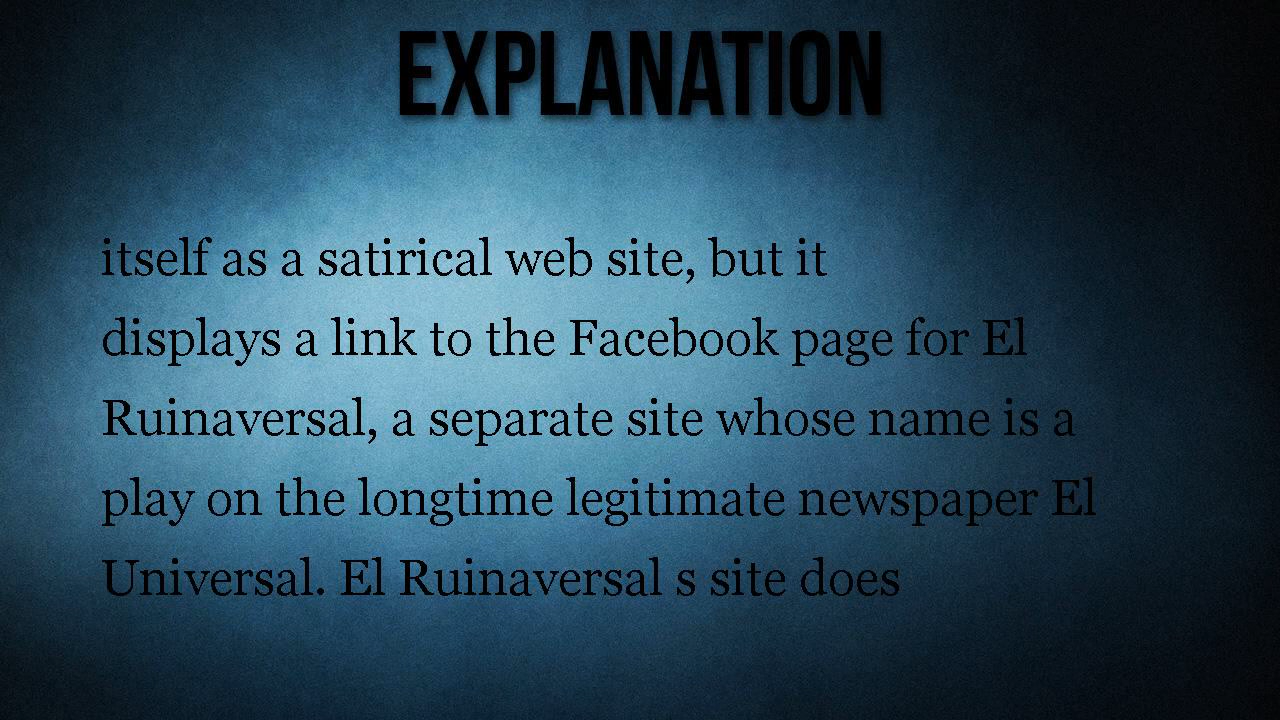 EXPLANATION
itself as a satirical web site, but it
displays a link to the Facebook page for El
Ruinaversal, a separate site whose name is a
play on the longtime legitimate newspaper El
Universal. El Ruinaversal s site does